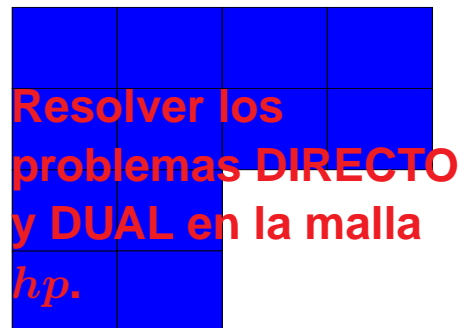 Resolver los
problemas DIRECTO
y DUAL en la malla
hp.